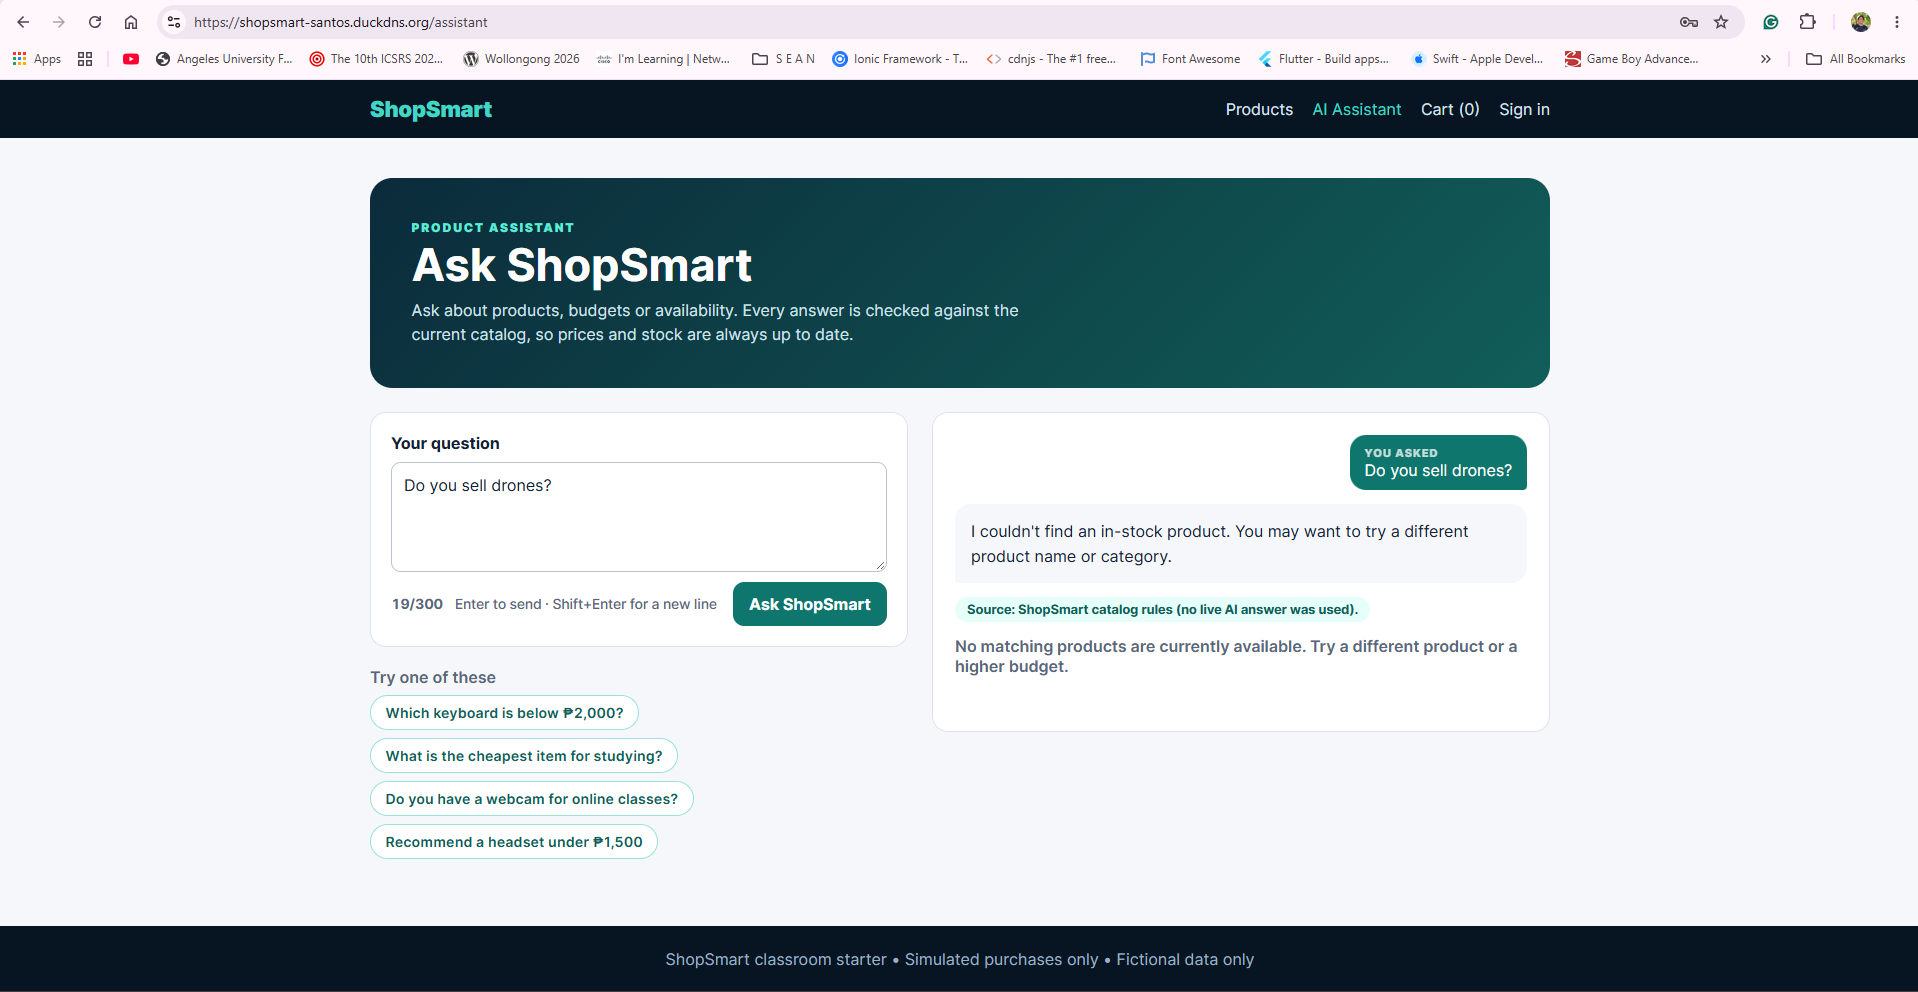 https://shopsmart-santos.duckdns.org/assistant
Apps
Angeles University F...
The 10th ICSRS 202...
Wollongong 2026
I'm Learning | Netw...
S E A N
Ionic Framework - T...
cdnjs - The #1 free...
Font Awesome
Flutter - Build apps...
Swift - Apple Devel...
Game Boy Advance...
All Bookmarks
ShopSmart
Products
AI Assistant
Cart (0)
Sign in
PRODUCT ASSISTANT
Ask ShopSmart
Ask about products, budgets or availability. Every answer is checked against the
current catalog, so prices and stock are always up to date.
Your question
Do you sell drones?
19/300
Enter to send · Shift+Enter for a new line
Ask ShopSmart
Try one of these
Which keyboard is below ₱2,000?
What is the cheapest item for studying?
Do you have a webcam for online classes?
Recommend a headset under ₱1,500
YOU ASKED
Do you sell drones?
I couldn't find an in-stock product. You may want to try a different
product name or category.
Source: ShopSmart catalog rules (no live AI answer was used).
No matching products are currently available. Try a different product or a
higher budget.
ShopSmart classroom starter • Simulated purchases only • Fictional data only